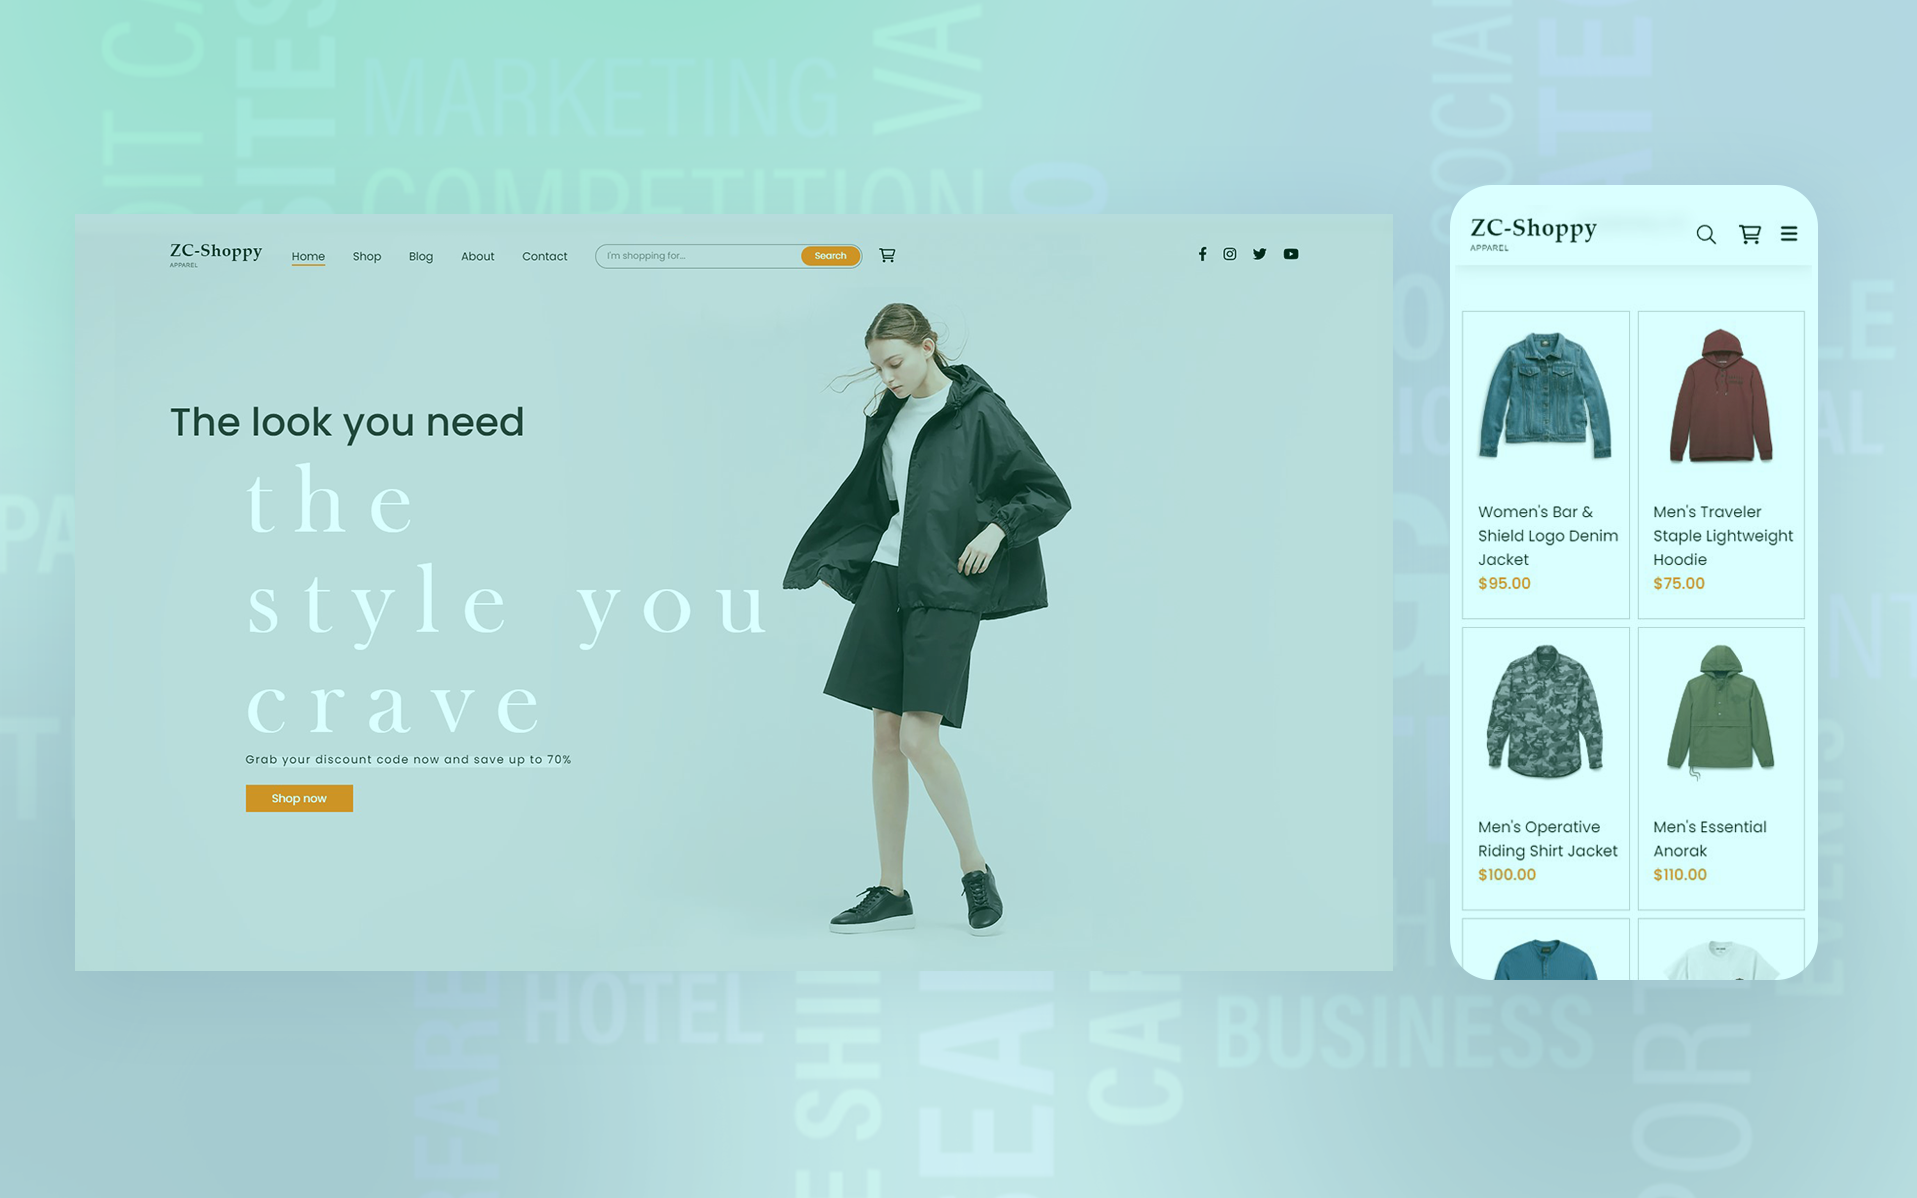 MARKETING
COMPETITION
VA
SOCIAL
ZC-Shoppy
APPAREL
Home
Shop
Blog
About
Contact
I'm shopping for...
Search
The look you need
the
style you
crave
Grab your discount code now and save up to 70%
Shop now
ZC-Shoppy
APPAREL
Women's Bar &
Shield Logo Denim
Jacket
$95.00
Men's Traveler
Staple Lightweight
Hoodie
$75.00
Men's Operative
Riding Shirt Jacket
$100.00
Men's Essential
Anorak
$110.00
HOTEL
BUSINESS